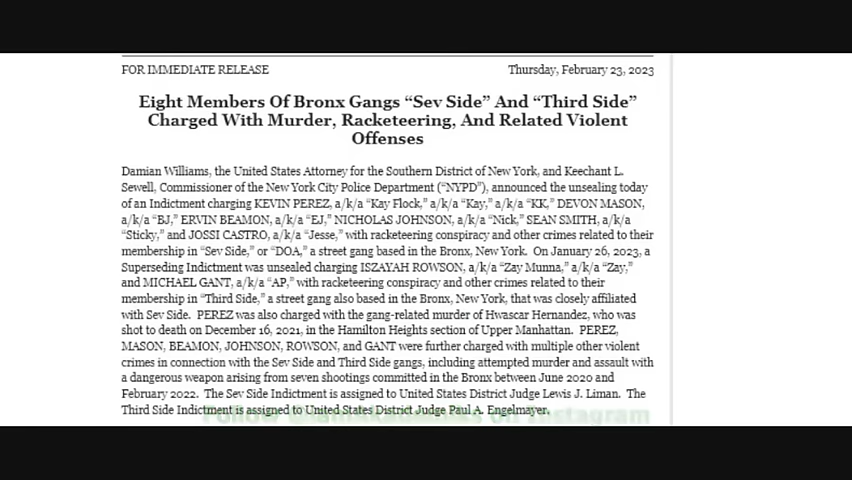 FOR IMMEDIATE RELEASE Thursday, February 23, 2023
Eight Members Of Bronx Gangs “Sev Side” And “Third Side”
Charged With Murder, Racketeering, And Related Violent
Offenses
Damian Williams, the United States Attorney for the Southern District of New York, and Keechant L.
Sewell, Commissioner of the New York City Police Department (“NYPD”), announced the unsealing today
of an Indictment charging KEVIN PEREZ, a/k/a “Kay Flock,” a/k/a “Kay,” a/k/a “KK,” DEVON MASON,
a/k/a “BJ,” ERVIN BEAMON, a/k/a “EJ,” NICHOLAS JOHNSON, a/k/a “Nick,” SEAN SMITH, a/k/a
“Sticky,” and JOSSI CASTRO, a/k/a “Jesse,” with racketeering conspiracy and other crimes related to their
membership in “Sev Side,” or “DOA,” a street gang based in the Bronx, New York. On January 26, 2023, a
Superseding Indictment was unsealed charging ISZAYAH ROWSON, a/k/a “Zay Munna,” a/k/a “Zay,”
and MICHAEL GANT, a/k/a “AP,” with racketeering conspiracy and other crimes related to their
membership in “Third Side,” a street gang also based in the Bronx, New York, that was closely affiliated
with Sev Side. PEREZ was also charged with the gang-related murder of Hwascar Hernandez, who was
shot to death on December 16, 2021, in the Hamilton Heights section of Upper Manhattan. PEREZ,
MASON, BEAMON, JOHNSON, ROWSON, and GANT were further charged with multiple other violent
crimes in connection with the Sev Side and Third Side gangs, including attempted murder and assault with
a dangerous weapon arising from seven shootings committed in the Bronx between June 2020 and
February 2022. The Sev Side Indictment is assigned to United States District Judge Lewis J. Liman. The
Third Side Indictment is assigned to United States District Judge Paul A. Engelmayer.
Follow on Instagram